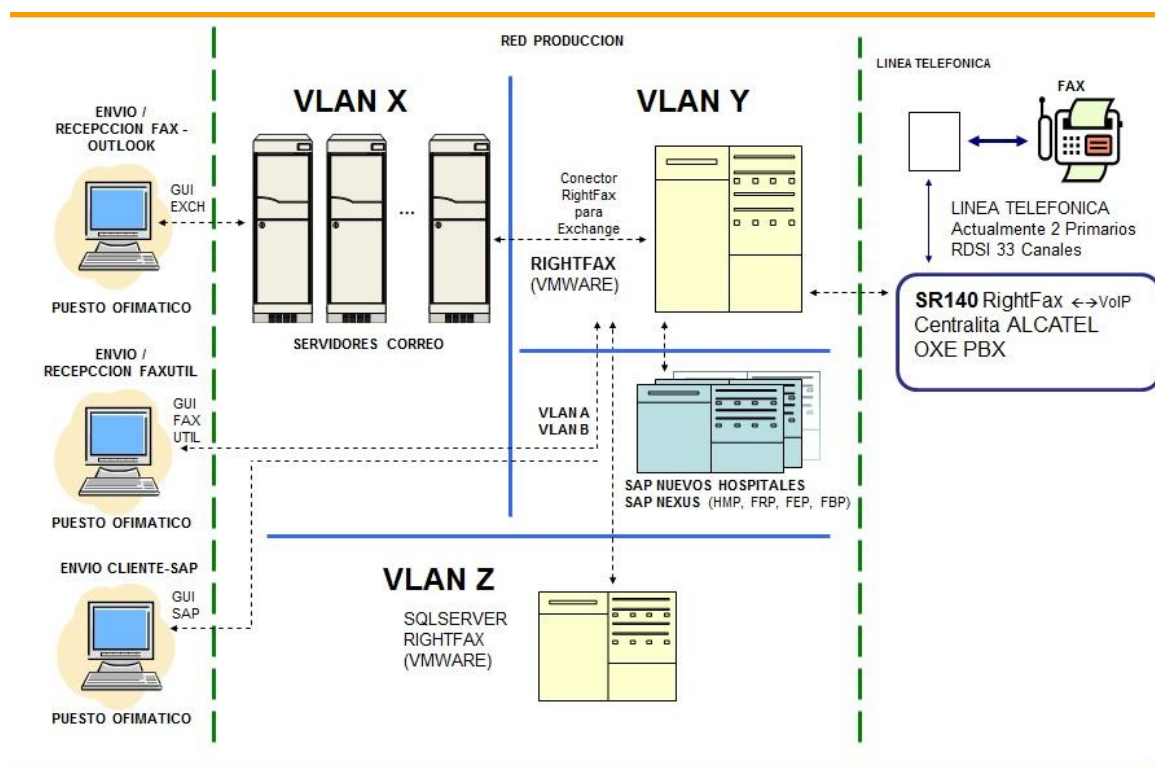 RED PRODUCCION
LINEA TELEFONICA
FAX
VLAN X
VLAN Y
ENVIO /
RECEPCCION FAX -
OUTLOOK
GUI
EXCH
PUESTO OFIMATICO
...
SERVIDORES CORREO
Conector
RightFax
para
Exchange
RIGHTFAX
(VMWARE)
LINEA TELEFONICA
Actualmente 2 Primarios
RDSI 33 Canales
SR140 RightFax ←→VoIP
Centralita ALCATEL
OXE PBX
ENVIO /
RECEPCCION FAXUTIL
GUI
FAX
UTIL
PUESTO OFIMATICO
VLAN A
VLAN B
SAP NUEVOS HOSPITALES
SAP NEXUS (HMP, FRP, FEP, FBP)
ENVIO CLIENTE-SAP
GUI
SAP
PUESTO OFIMATICO
VLAN Z
SQLSERVER
RIGHTFAX
(VMWARE)